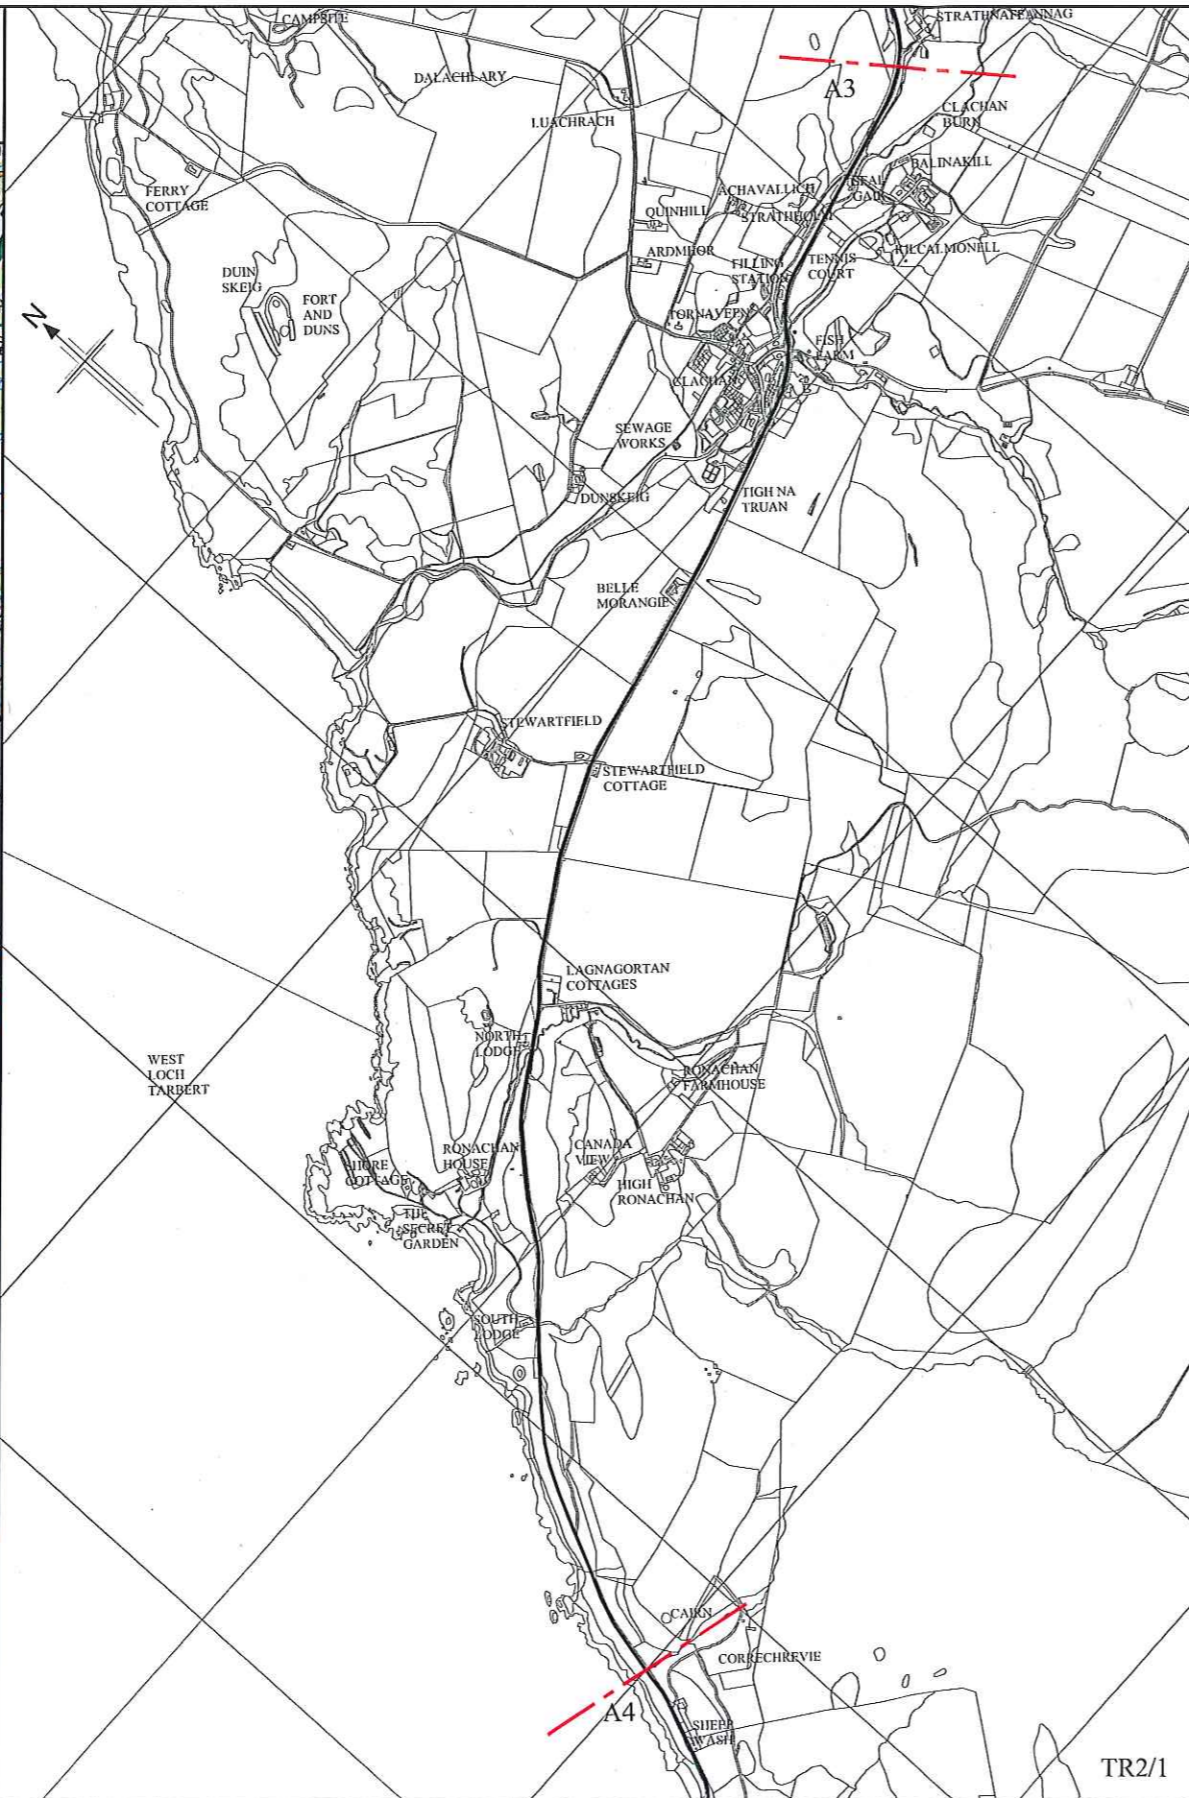 CAMPSITE
STRATHNAFEANNAG
DALACHLARY
A3
LUACHRACH
CLACHAN
BURN
BALINAKILL
FERRY
COTTAGE
ACHAVALLICH
QUINHILL
STRATHHOLM
ARDMHOR
KILCALMONELL
FILLING
STATION
TENNIS
COURT
DUIN
SKEIG
FORT
AND
DUNS
N
TORNAVEEN
FISH
FARM
CLACHAN
SEWAGE
WORKS
DUNSKEIG
TIGH NA
TRUAN
BELLE
MORANGIE
STEWARTFIELD
STEWARTFIELD
COTTAGE
LAGNAGORTAN
COTTAGES
NORTH
LODGE
WEST
LOCH
TARBERT
RONACHAN
FARMHOUSE
RONACHAN
HOUSE
CANADA
VIEW
SHORE
COTTAGE
HIGH
RONACHAN
THE
SECRET
GARDEN
SOUTH
LODGE
CAIRN
CORRECHREVIE
A4
SHEEP
WASH
TR2/1